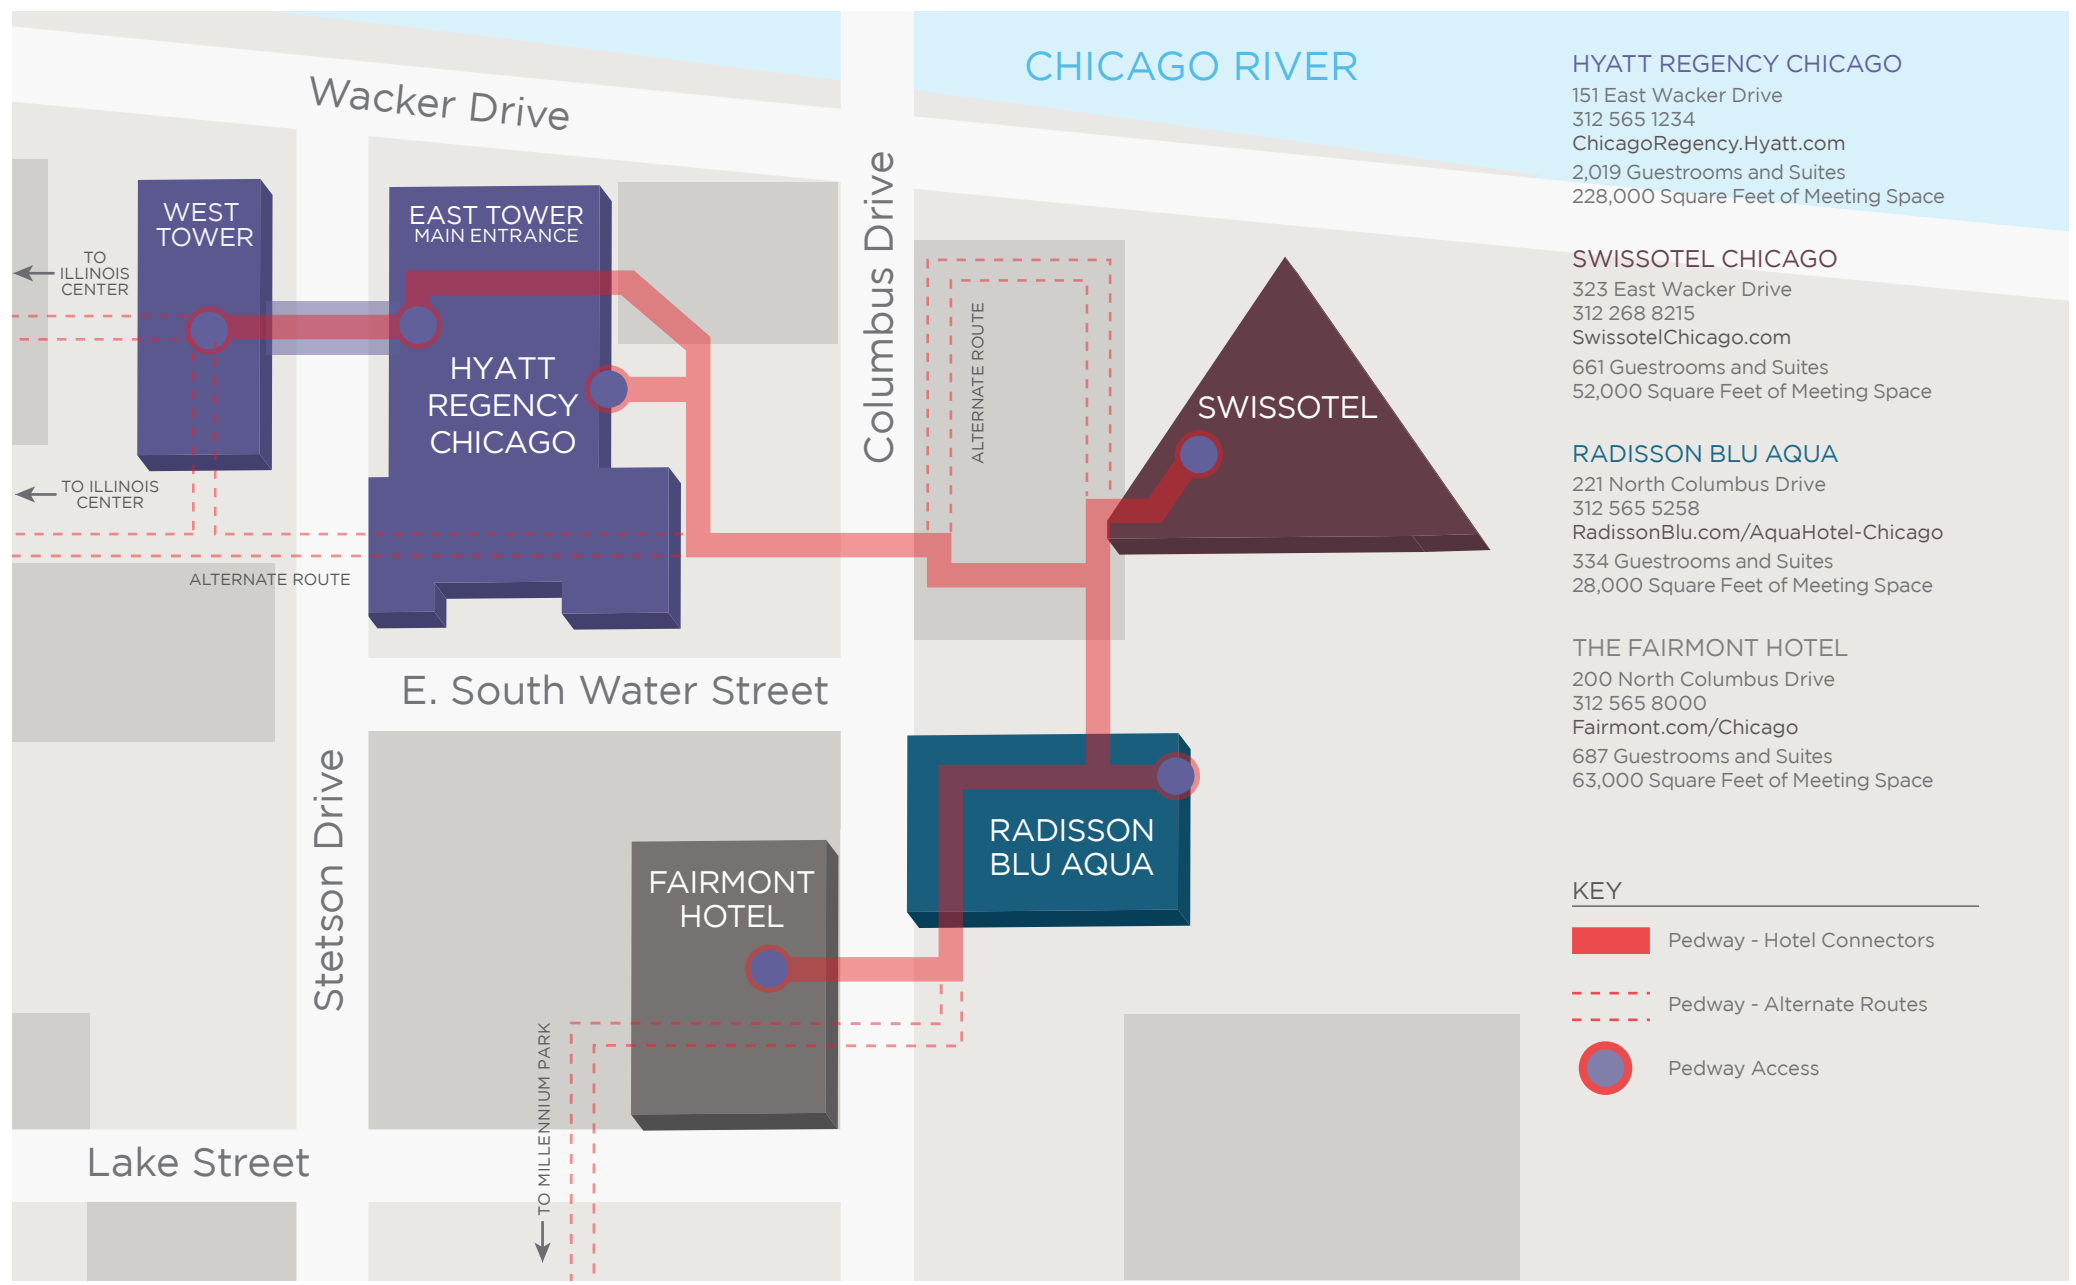 CHICAGO RIVER
Wacker Drive
WEST
TOWER
EAST TOWER
MAIN ENTRANCE
TO
ILLINOIS
CENTER
HYATT
REGENCY
CHICAGO
Columbus Drive
ALTERNATE ROUTE
SWISSOTEL
TO ILLINOIS
CENTER
ALTERNATE ROUTE
E. South Water Street
Stetson Drive
RADISSON
BLU AQUA
FAIRMONT
HOTEL
TO MILLENNIUM PARK
Lake Street
HYATT REGENCY CHICAGO
151 East Wacker Drive
312 565 1234
ChicagoRegency.Hyatt.com
2,019 Guestrooms and Suites
228,000 Square Feet of Meeting Space
SWISSOTEL CHICAGO
323 East Wacker Drive
312 268 8215
SwissotelChicago.com
661 Guestrooms and Suites
52,000 Square Feet of Meeting Space
RADISSON BLU AQUA
221 North Columbus Drive
312 565 5258
RadissonBlu.com/AquaHotel-Chicago
334 Guestrooms and Suites
28,000 Square Feet of Meeting Space
THE FAIRMONT HOTEL
200 North Columbus Drive
312 565 8000
Fairmont.com/Chicago
687 Guestrooms and Suites
63,000 Square Feet of Meeting Space
KEY
Pedway - Hotel Connectors
Pedway - Alternate Routes
Pedway Access